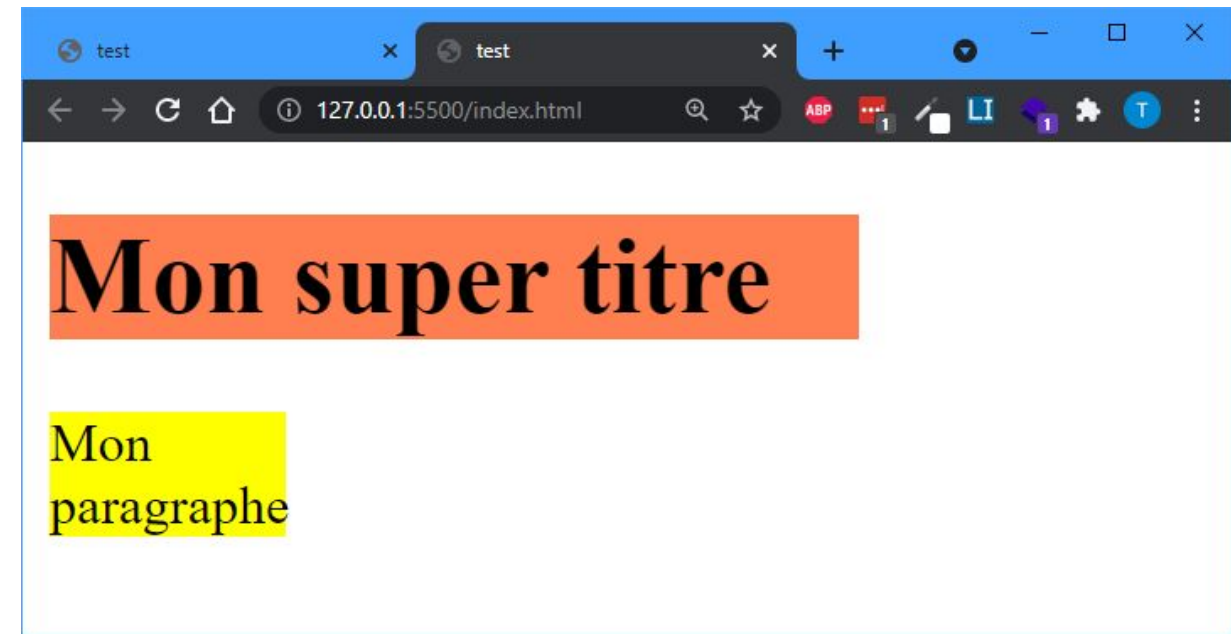 test
test
127.0.0.1:5500/index.html
ABP
1
LI
1
T
Mon super titre
Mon
paragraphe